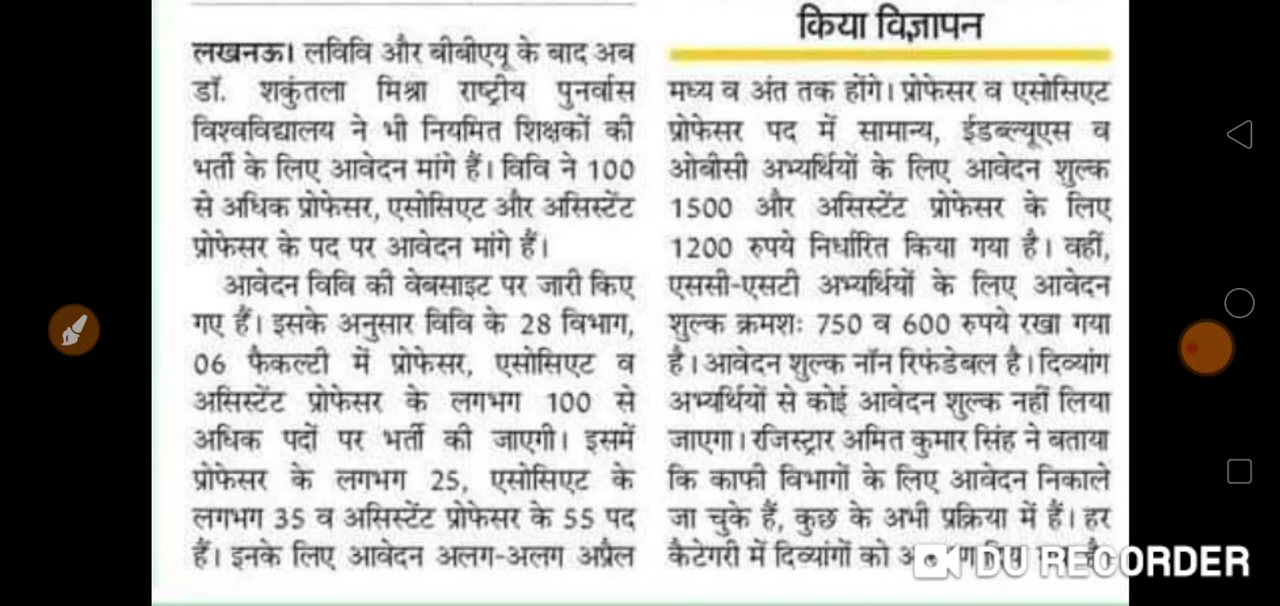 लखनऊ। लविवि और बीबीएयू के बाद अब
डॉ. शकुंतला मिश्रा राष्ट्रीय पुनर्वास
विश्वविद्यालय ने भी नियमित शिक्षकों की
भर्ती के लिए आवेदन मांगे हैं। विवि ने 100
से अधिक प्रोफेसर, एसोसिएट और असिस्टेंट
प्रोफेसर के पद पर आवेदन मांगे हैं।
आवेदन विवि की वेबसाइट पर जारी किए
गए हैं। इसके अनुसार विवि के 28 विभाग,
06 फैकल्टी में प्रोफेसर, एसोसिएट व
असिस्टेंट प्रोफेसर के लगभग 100 से
अधिक पदों पर भर्ती की जाएगी। इसमें
प्रोफेसर के लगभग 25, एसोसिएट के
लगभग 35 व असिस्टेंट प्रोफेसर के 55 पद
हैं। इनके लिए आवेदन अलग-अलग अप्रैल
किया विज्ञापन
मध्य व अंत तक होंगे। प्रोफेसर व एसोसिएट
प्रोफेसर पद में सामान्य, ईडब्ल्यूएस व
ओबीसी अभ्यर्थियों के लिए आवेदन शुल्क
1500 और असिस्टेंट प्रोफेसर के लिए
1200 रुपये निर्धारित किया गया है। वहीं,
एससी-एसटी अभ्यर्थियों के लिए आवेदन
शुल्क क्रमशः 750 व 600 रुपये रखा गया
है। आवेदन शुल्क नॉन रिफंडेबल है। दिव्यांग
अभ्यर्थियों से कोई आवेदन शुल्क नहीं लिया
जाएगा। रजिस्ट्रार अमित कुमार सिंह ने बताया
कि काफी विभागों के लिए आवेदन निकाले
जा चुके हैं, कुछ के अभी प्रक्रिया में हैं। हर
कैटेगरी में दिव्यांगों को
DU RECORDER